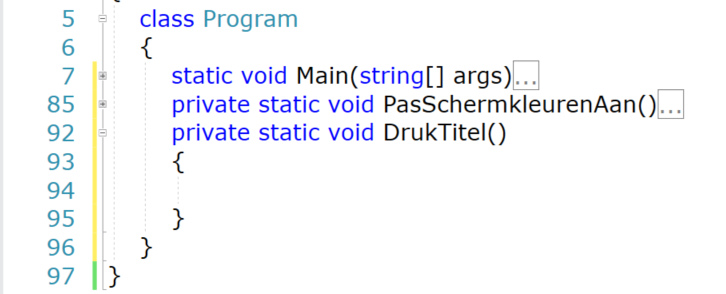 5 class Program
6 {
7 static void Main(string[] args)...
85 private static void PasSchermkleurenAan()...
92 private static void DrukTitel()
93 {
94
95 }
96 }
97 }